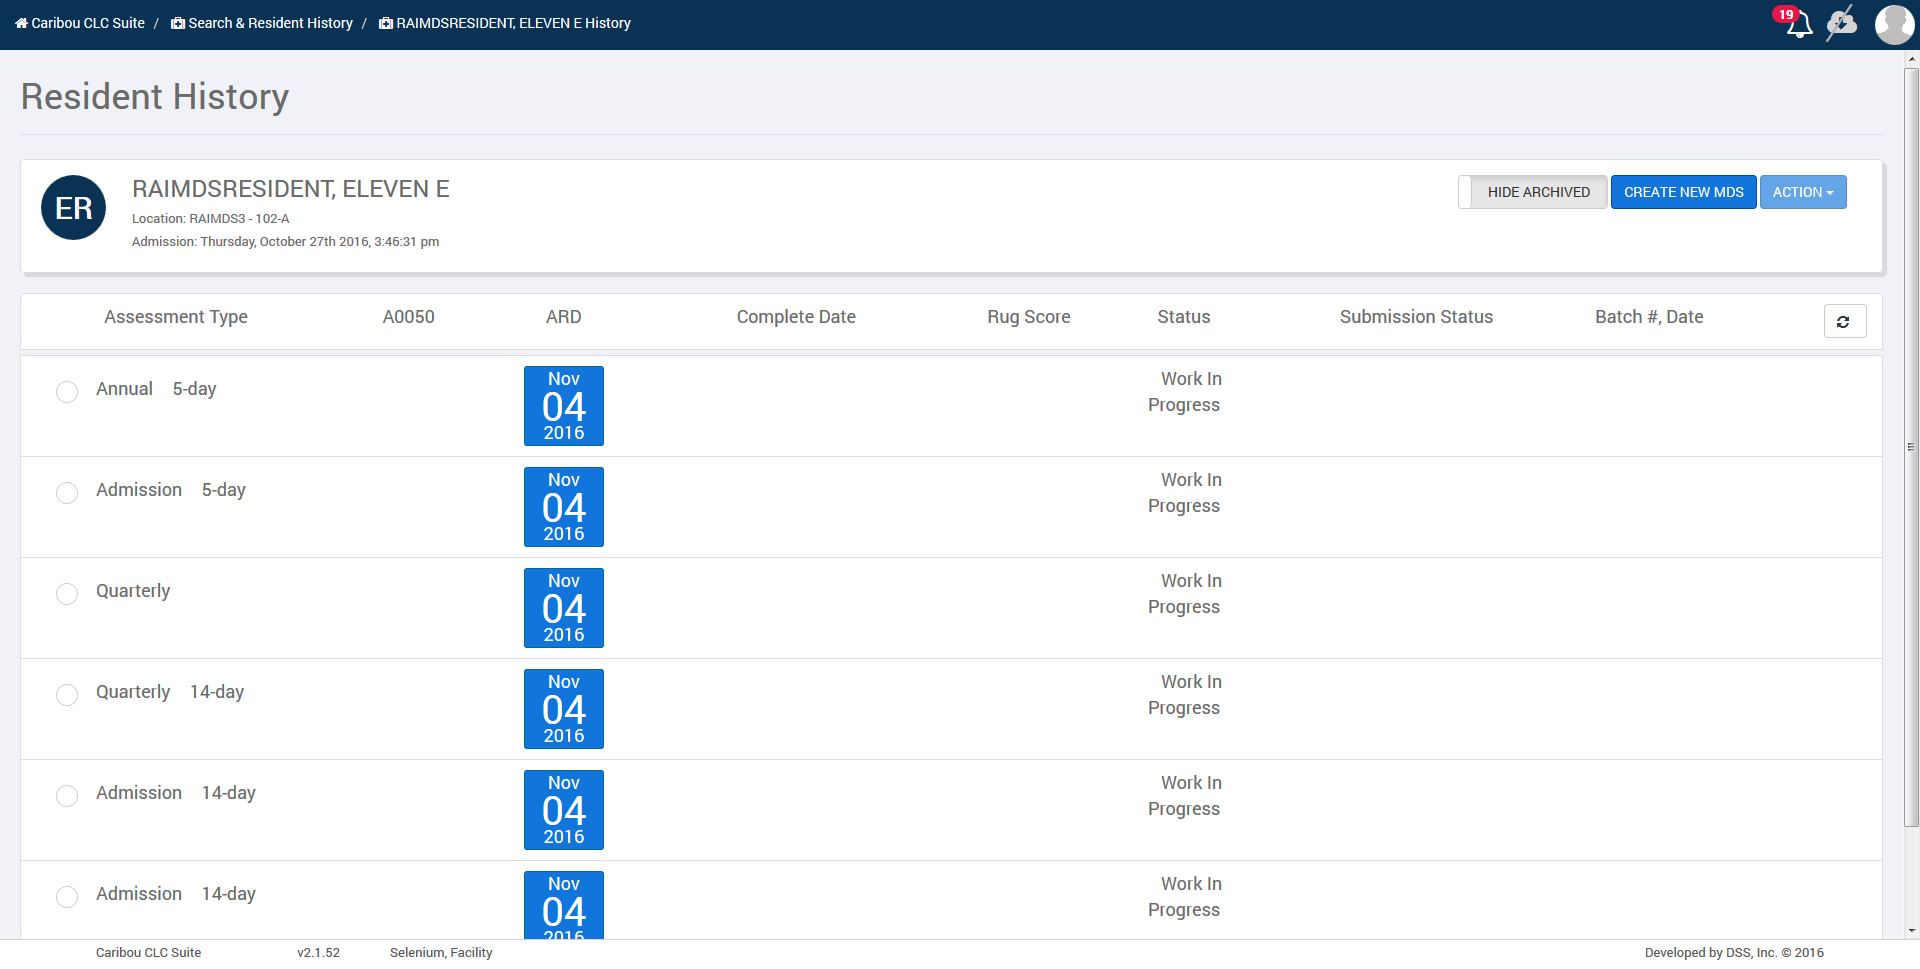 Caribou CLC Suite / Search & Resident History / RAIMDSRESIDENT, ELEVEN E History
19
Resident History
ER
RAIMDSRESIDENT, ELEVEN E
Location: RAIMDS3 - 102-A
Admission: Thursday, October 27th 2016, 3:46:31 pm
HIDE ARCHIVED
CREATE NEW MDS
ACTION
Assessment Type A0050 ARD Complete Date Rug Score Status Submission Status Batch #, Date
Annual 5-day
Nov
04
2016
Work In
Progress
Admission 5-day
Nov
04
2016
Work In
Progress
Quarterly
Nov
04
2016
Work In
Progress
Quarterly 14-day
Nov
04
2016
Work In
Progress
Admission 14-day
Nov
04
2016
Work In
Progress
Admission 14-day
Nov
04
2016
Work In
Progress
Caribou CLC Suite v2.1.52 Selenium, Facility Developed by DSS, Inc. © 2016